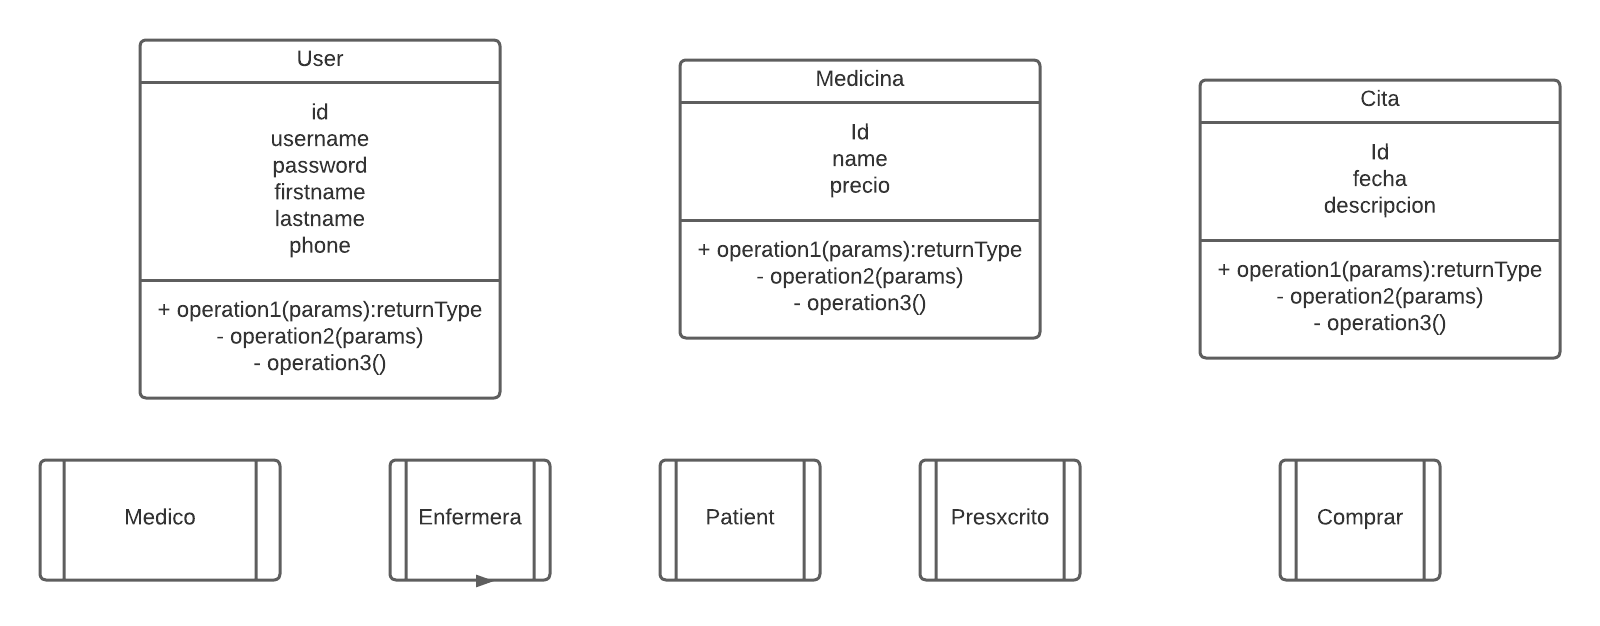 User
id
username
password
firstname
lastname
phone
+ operation1(params):returnType
- operation2(params)
- operation3()
Medicina
Id
name
precio
+ operation1(params):returnType
- operation2(params)
- operation3()
Cita
Id
fecha
descripcion
+ operation1(params):returnType
- operation2(params)
- operation3()
Medico
Enfermera
Patient
Presxcrito
Comprar